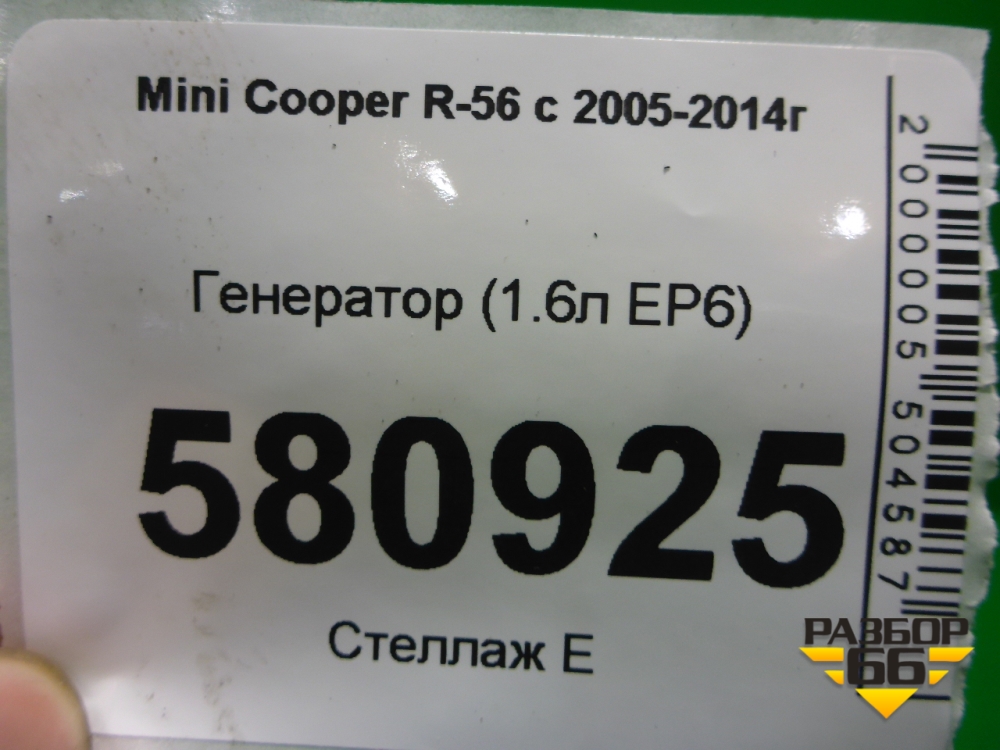 Mini Cooper R-56 с 2005-2014г
Генератор (1.6л EP6)
580925
Стеллаж Е
2000005504587
РАЗБОР
66